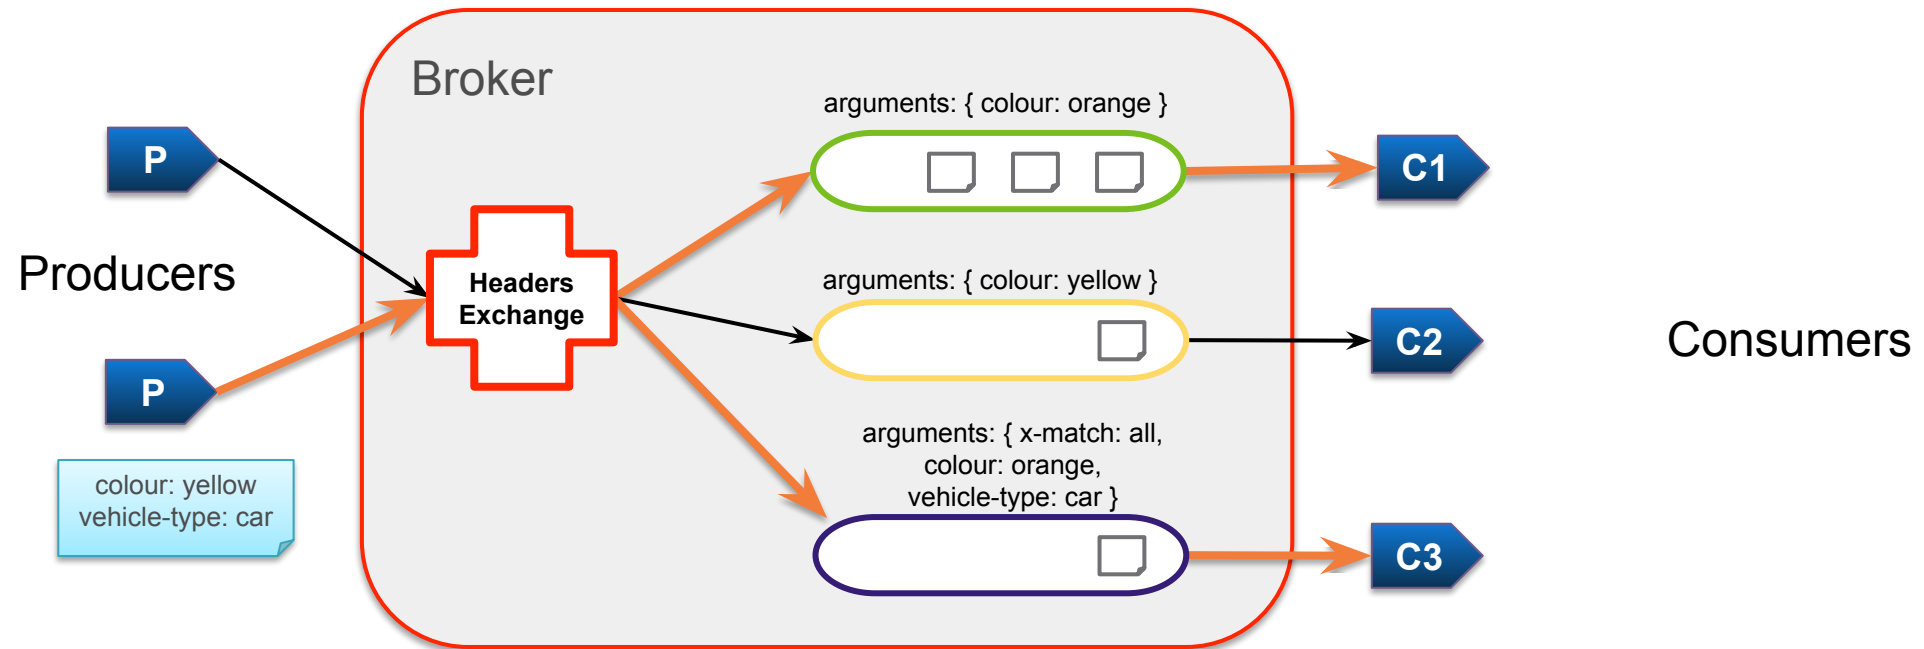 Broker
arguments: { colour: orange }
P
C1
Producers
Headers
Exchange
arguments: { colour: yellow }
C2
Consumers
P
arguments: { x-match: all,
colour: orange,
vehicle-type: car }
colour: yellow
vehicle-type: car
C3